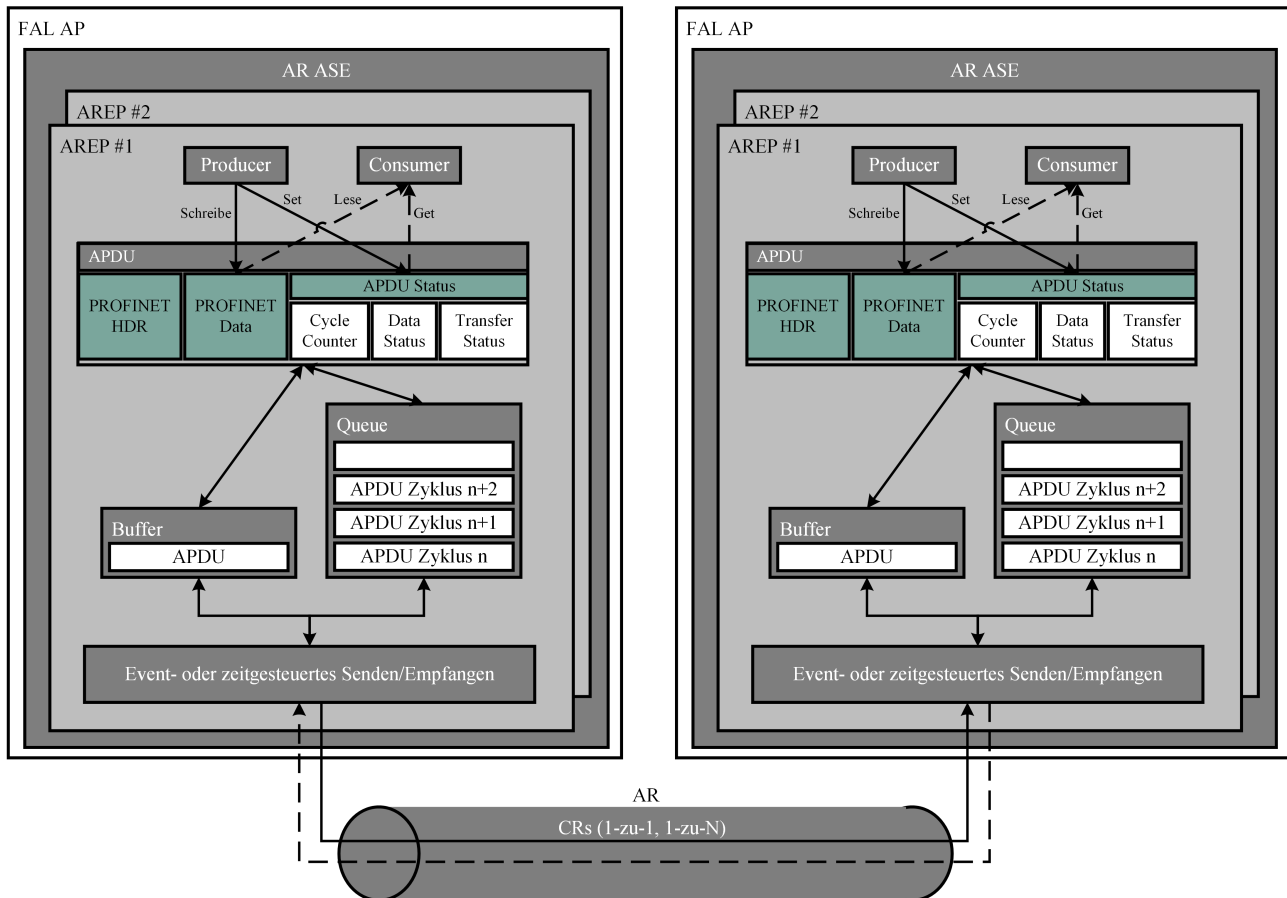 FAL AP
AR ASE
AREP #2
AREP #1
Producer
Consumer
Schreibe
Set
Lese
Get
APDU
PROFINET
HDR
PROFINET
Data
APDU Status
Cycle
Counter
Data
Status
Transfer
Status
Queue
APDU Zyklus n+2
APDU Zyklus n+1
APDU Zyklus n
Buffer
APDU
Event- oder zeitgesteuertes Senden/Empfangen
FAL AP
AR ASE
AREP #2
AREP #1
Producer
Consumer
Schreibe
Set
Lese
Get
APDU
PROFINET
HDR
PROFINET
Data
APDU Status
Cycle
Counter
Data
Status
Transfer
Status
Queue
APDU Zyklus n+2
APDU Zyklus n+1
APDU Zyklus n
Buffer
APDU
Event- oder zeitgesteuertes Senden/Empfangen
AR
CRs (1-zu-1, 1-zu-N)